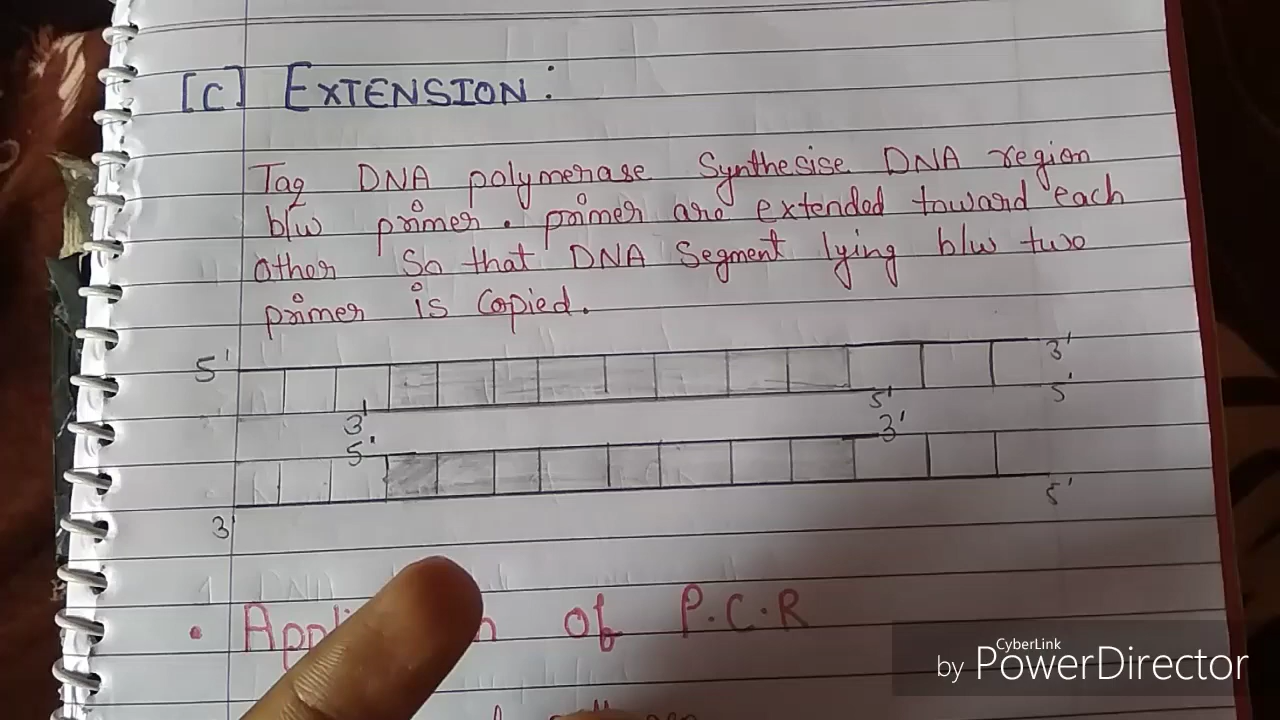 [C] EXTENSION:
Taq DNA polymerase Synthesise DNA region
b/w primer. primer are extended toward each
other So that DNA Segment lying b/w two
primer is Copied.
5' 3'
3' 5' 5'
5' 3'
3' 5'
• of P.C.R
CyberLink
by PowerDirector